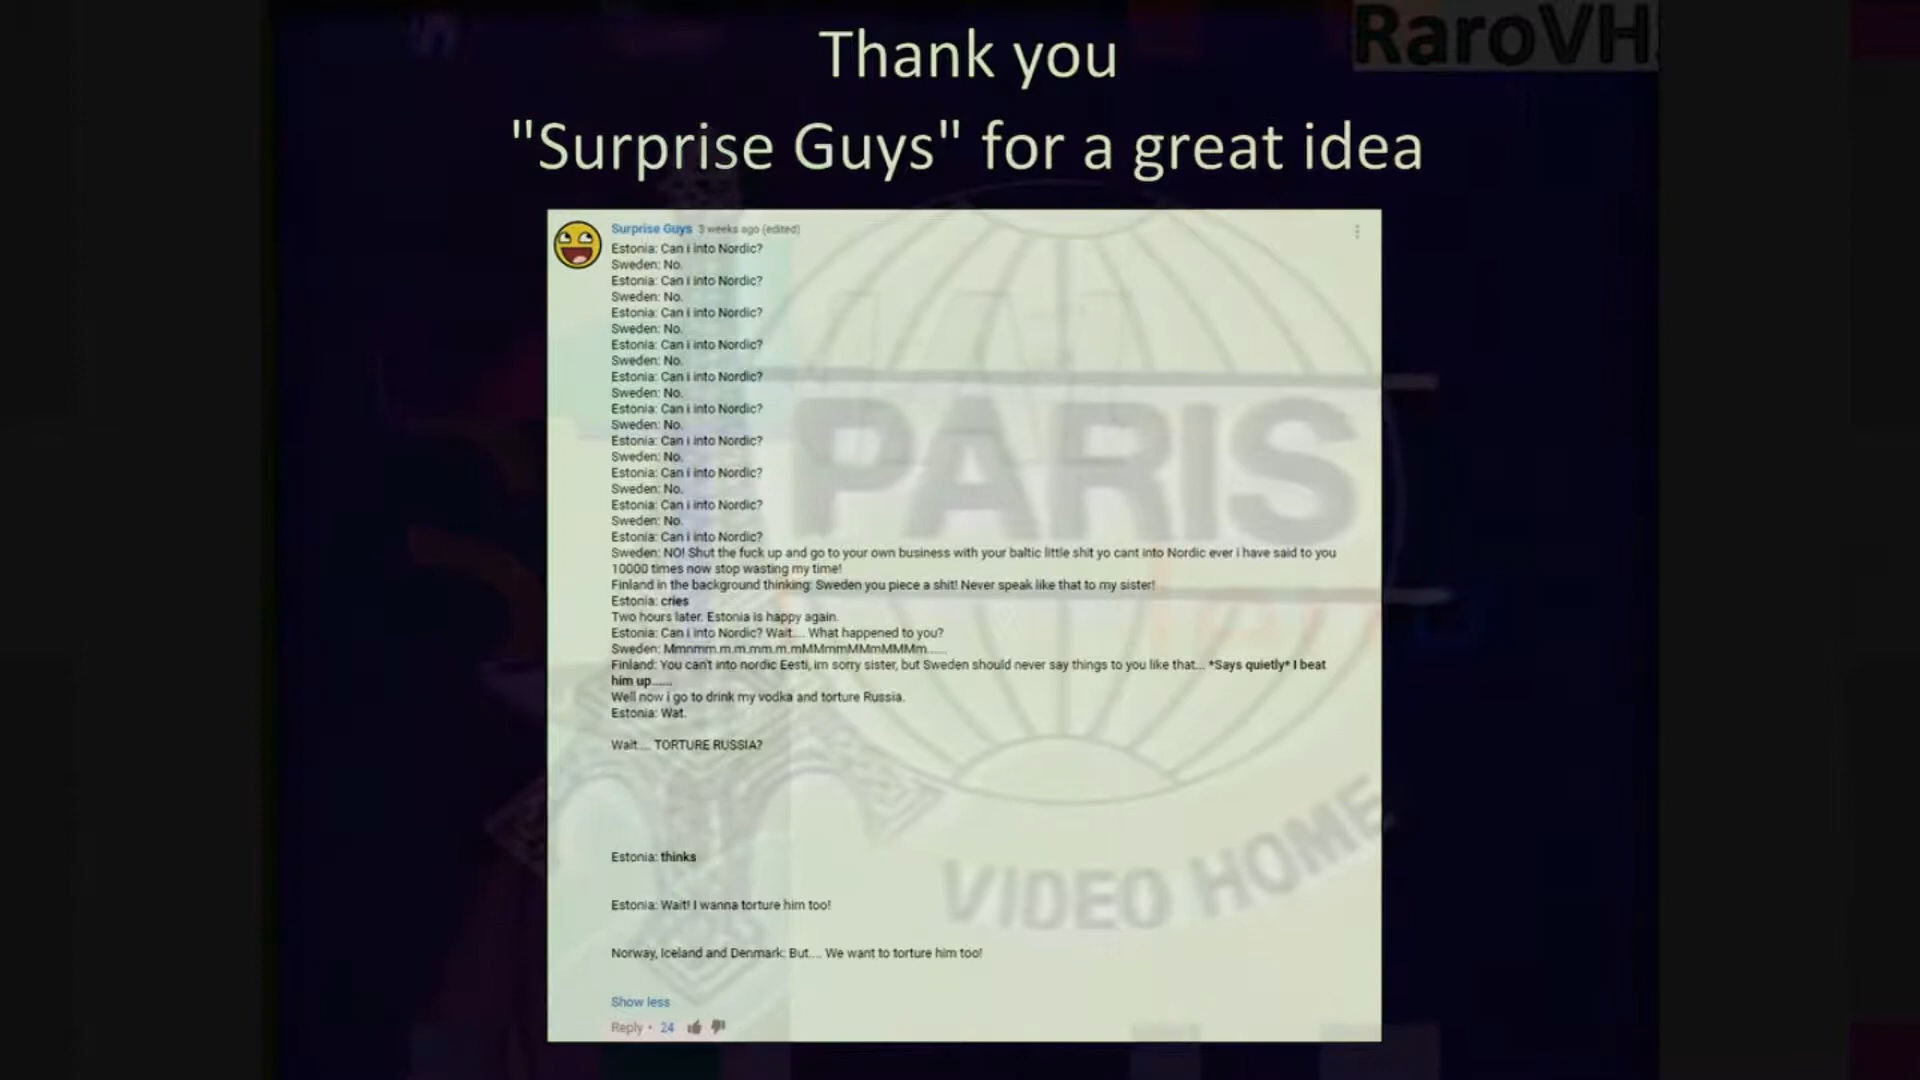 RaroVH
Thank you
"Surprise Guys" for a great idea
Surprise Guys 3 weeks ago (edited)
Estonia: Can i into Nordic?
Sweden: No.
Estonia: Can i into Nordic?
Sweden: No.
Estonia: Can i into Nordic?
Sweden: No.
Estonia: Can i into Nordic?
Sweden: No.
Estonia: Can i into Nordic?
Sweden: No.
Estonia: Can i into Nordic?
Sweden: No.
Estonia: Can i into Nordic?
Sweden: No.
Estonia: Can i into Nordic?
Sweden: No.
Estonia: Can i into Nordic?
Sweden: No.
Estonia: Can i into Nordic?
Sweden: NO! Shut the fuck up and go to your own business with your baltic little shit yo cant into Nordic ever i have said to you
10000 times now stop wasting my time!
Finland in the background thinking: Sweden you piece a shit! Never speak like that to my sister!
Estonia: cries
Two hours later. Estonia is happy again.
Estonia: Can i into Nordic? Wait.... What happened to you?
Sweden: Mmnmm.m.m.mm.m.mMMmmMMmMMMm......
Finland: You can't into nordic Eesti, im sorry sister, but Sweden should never say things to you like that... *Says quietly* I beat
him up......
Well now i go to drink my vodka and torture Russia.
Estonia: Wat.
Wait.... TORTURE RUSSIA?
Estonia: thinks
Estonia: Wait! I wanna torture him too!
Norway, Iceland and Denmark: But.... We want to torture him too!
Show less
Reply • 24
PARIS
VIDEO HOME